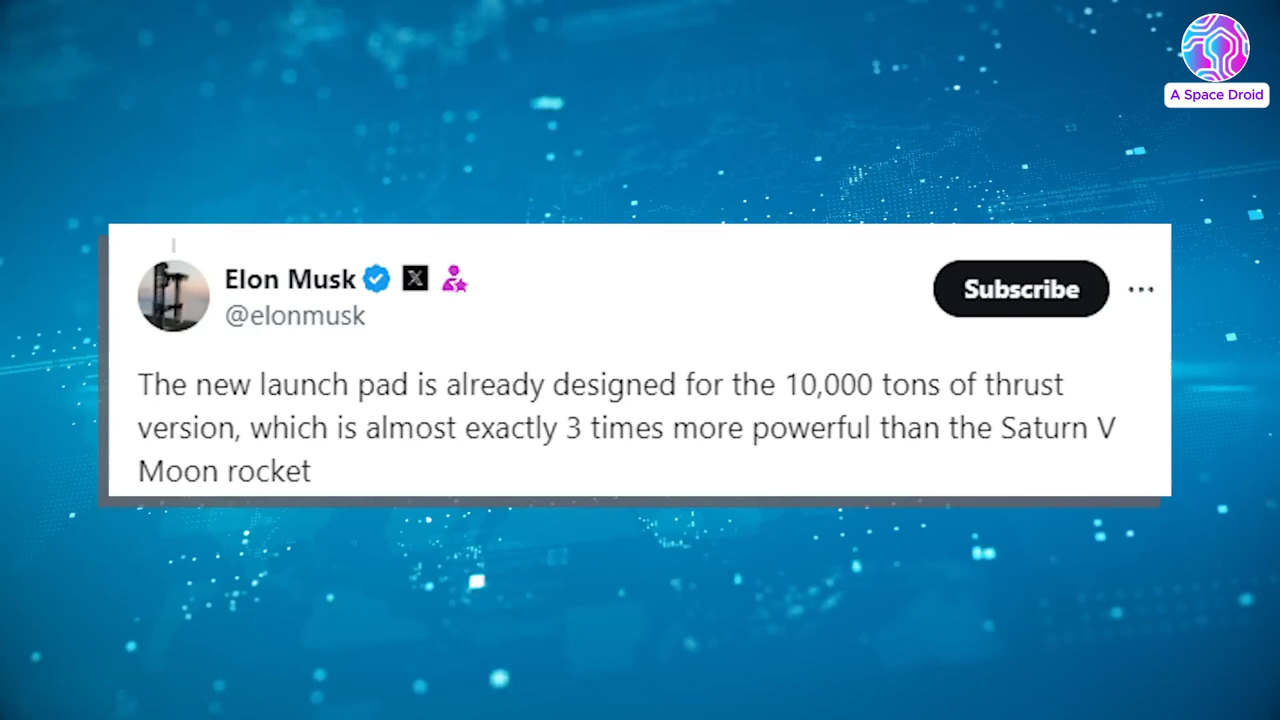 A Space Droid
Elon Musk
@elonmusk
Subscribe
The new launch pad is already designed for the 10,000 tons of thrust
version, which is almost exactly 3 times more powerful than the Saturn V
Moon rocket